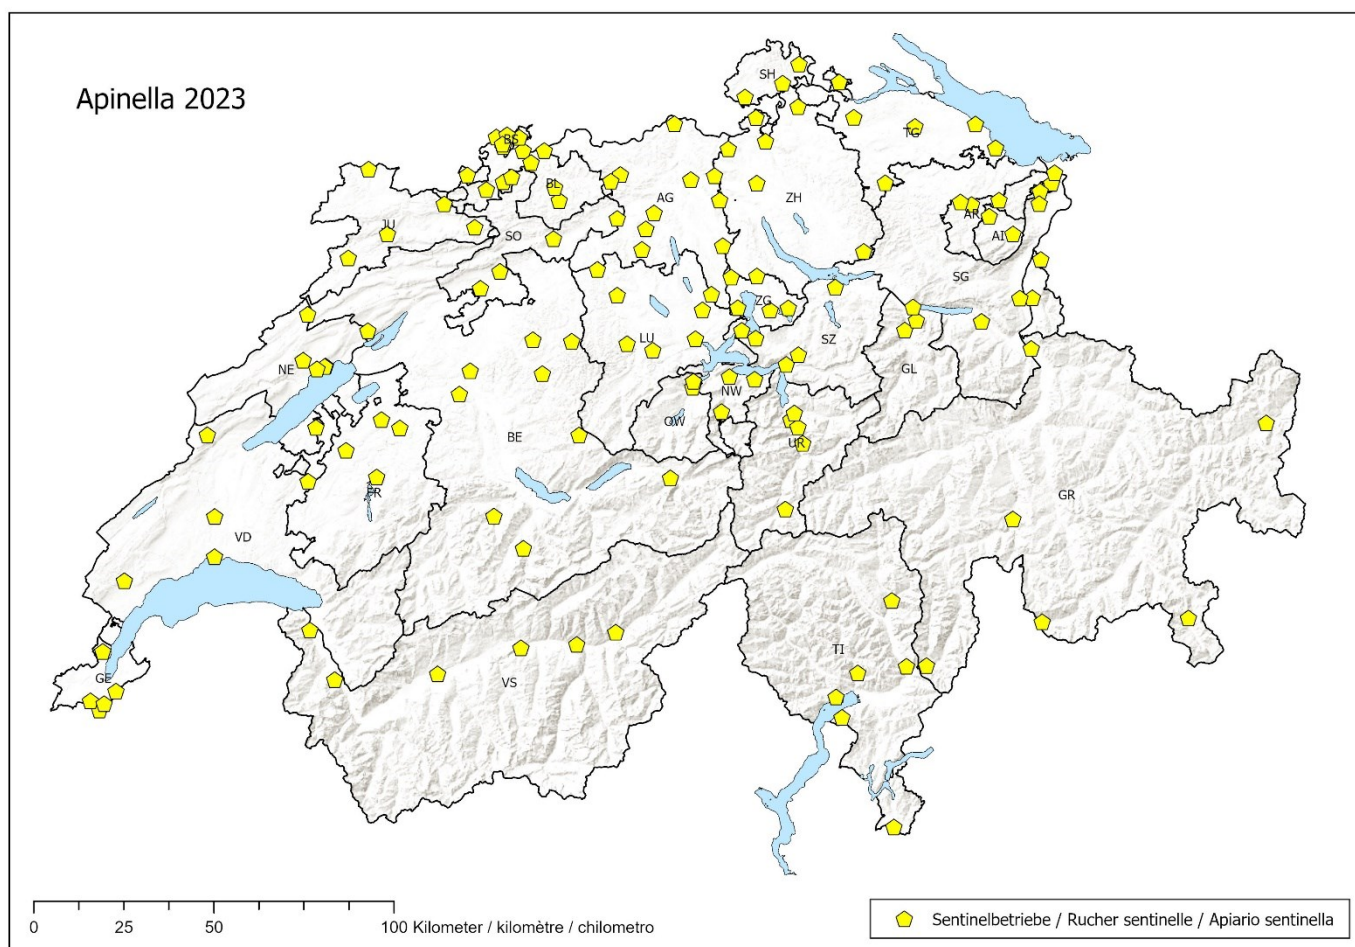 Apinella 2023
SH
BS
TG
BL
AG
ZH
JU
AR
SO
AI
SG
ZG
LU
SZ
NE
GL
NW
OW
BE
UR
FR
GR
VD
TI
GE
VS
0 25 50 100 Kilometer / kilomètre / chilometro
Sentinelbetriebe / Rucher sentinelle / Apiario sentinella